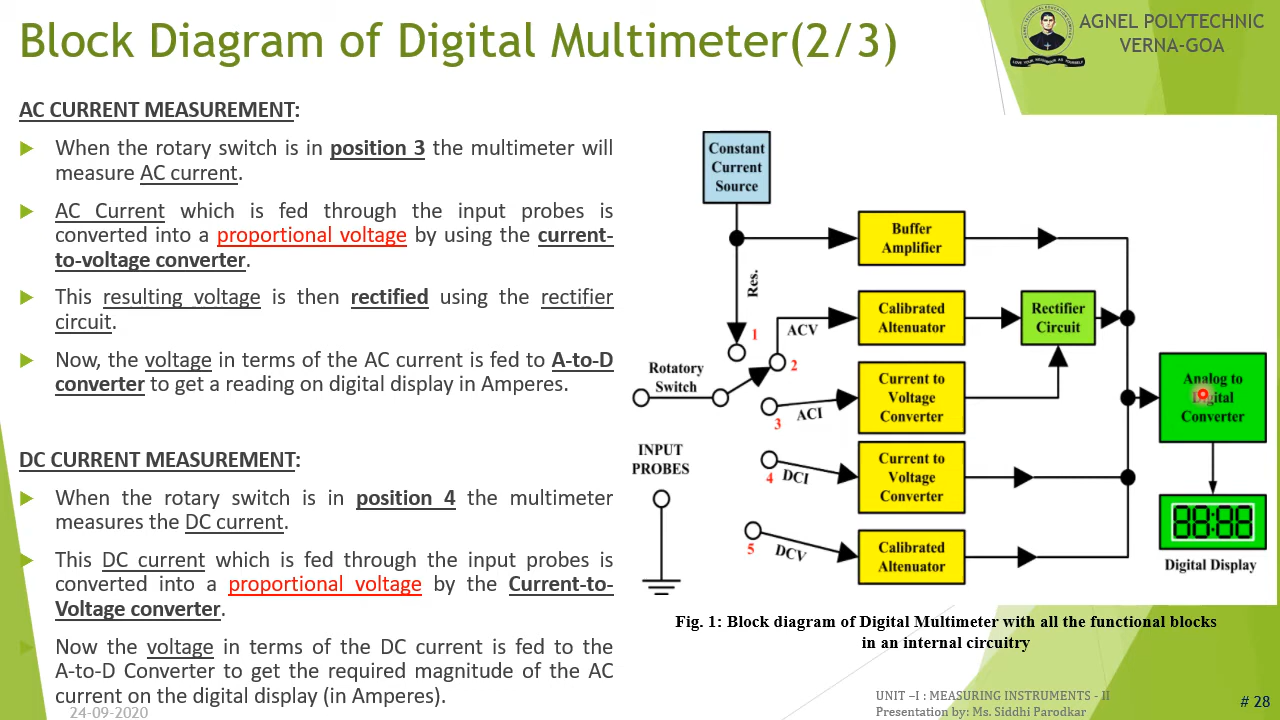 Block Diagram of Digital Multimeter(2/3)
AGNEL POLYTECHNIC
VERNA-GOA
AC CURRENT MEASUREMENT:
When the rotary switch is in position 3 the multimeter will
measure AC current.
AC Current which is fed through the input probes is
converted into a proportional voltage by using the current-
to-voltage converter.
This resulting voltage is then rectified using the rectifier
circuit.
Now, the voltage in terms of the AC current is fed to A-to-D
converter to get a reading on digital display in Amperes.
DC CURRENT MEASUREMENT:
When the rotary switch is in position 4 the multimeter
measures the DC current.
This DC current which is fed through the input probes is
converted into a proportional voltage by the Current-to-
Voltage converter.
Now the voltage in terms of the DC current is fed to the
A-to-D Converter to get the required magnitude of the AC
current on the digital display (in Amperes).
24-09-2020
Constant
Current
Source
Buffer
Amplifier
Res.
1
ACV
Calibrated
Altenuator
Rectifier
Circuit
Rotatory
Switch
2
3
ACI
Current to
Voltage
Converter
Analog to
Digital
Converter
INPUT
PROBES
4
DCI
Current to
Voltage
Converter
88:88
Digital Display
5
DCV
Calibrated
Altenuator
Fig. 1: Block diagram of Digital Multimeter with all the functional blocks
in an internal circuitry
UNIT –I : MEASURING INSTRUMENTS - II
Presentation by: Ms. Siddhi Parodkar
# 28